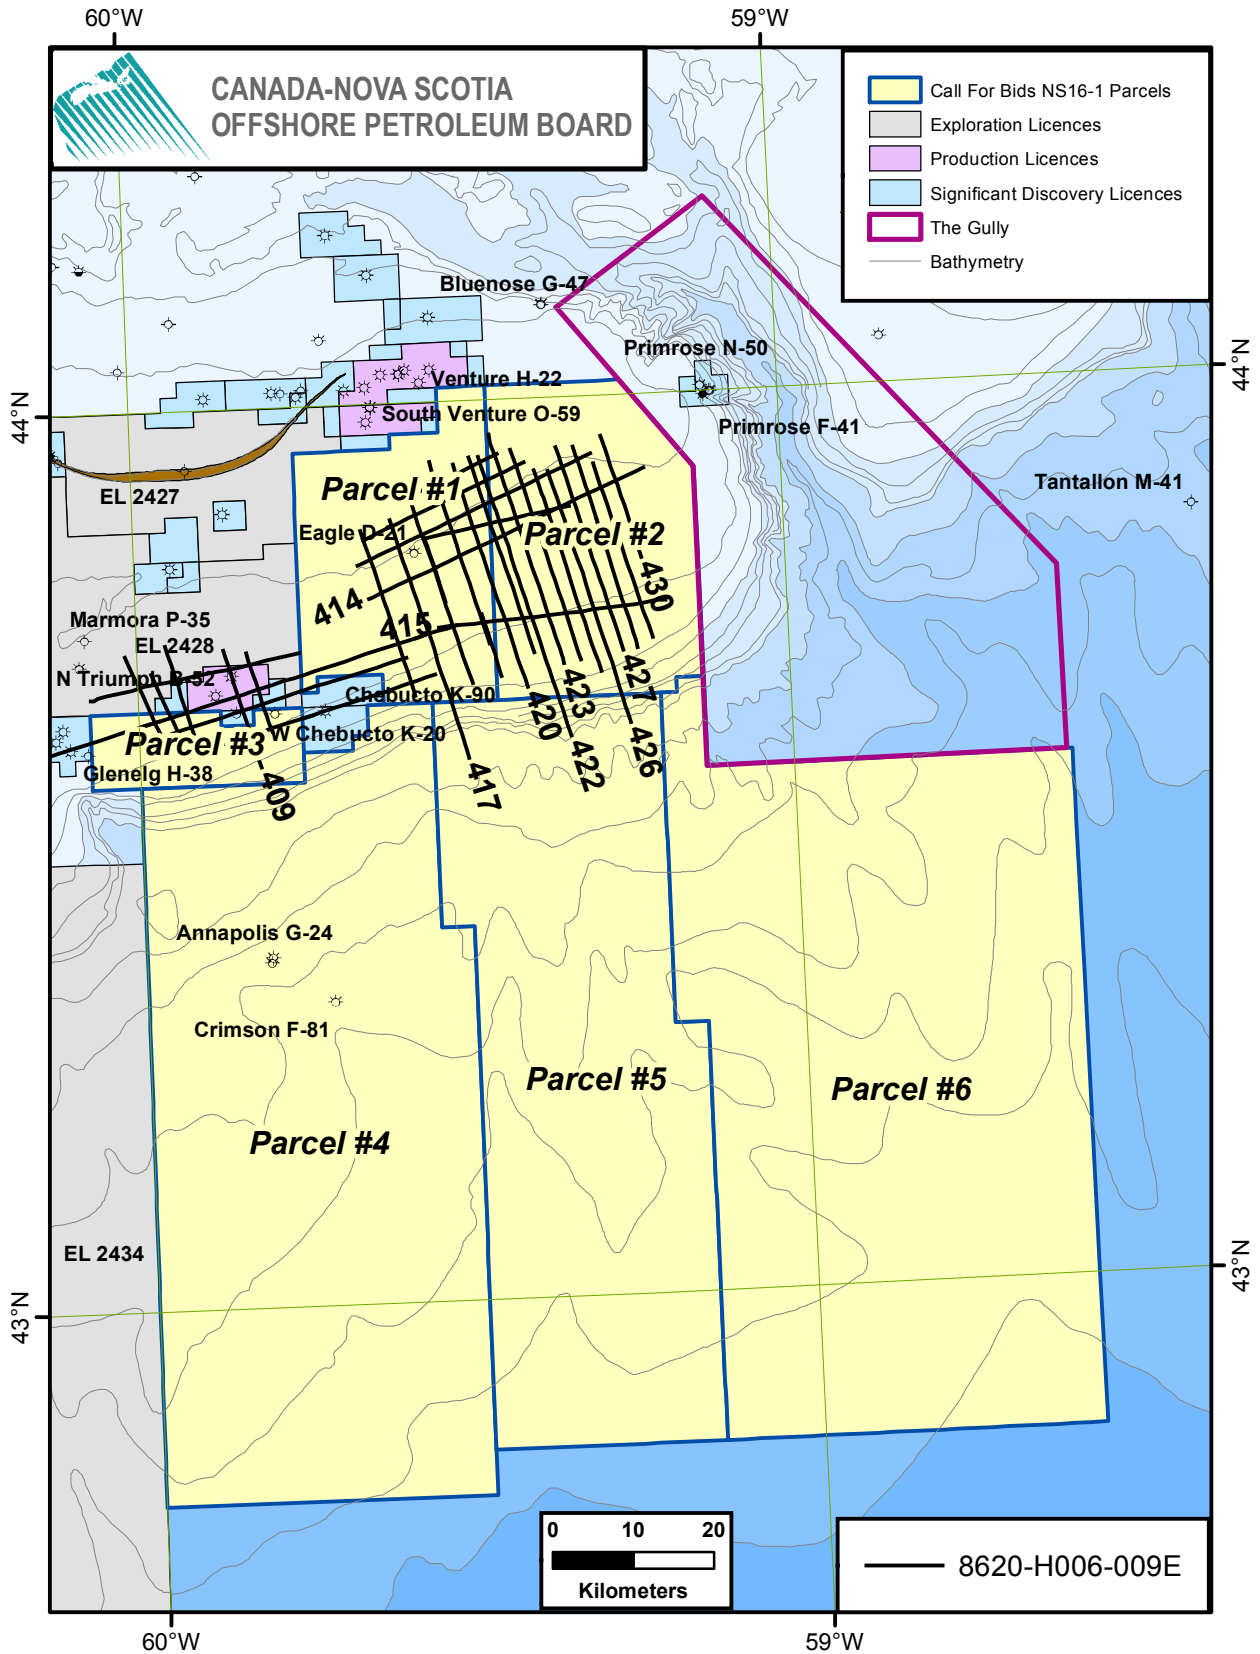 60°W
59°W
CANADA-NOVA SCOTIA
OFFSHORE PETROLEUM BOARD
Call For Bids NS16-1 Parcels
Exploration Licences
Production Licences
Significant Discovery Licences
The Gully
Bathymetry
Bluenose G-47
Primrose N-50
44°N
Venture H-22
44°N
South Venture O-59
Primrose F-41
Tantallon M-41
Parcel #1
EL 2427
Eagle D-21
Parcel #2
430
414
Marmora P-35
415
EL 2428
N Triumph B-52
427
Chebucto K-90
423
420
W Chebucto K-20
Parcel #3
426
422
Glenelg H-38
417
409
Annapolis G-24
Crimson F-81
Parcel #5
Parcel #6
Parcel #4
EL 2434
43°N
43°N
0 10 20
Kilometers
8620-H006-009E
60°W
59°W